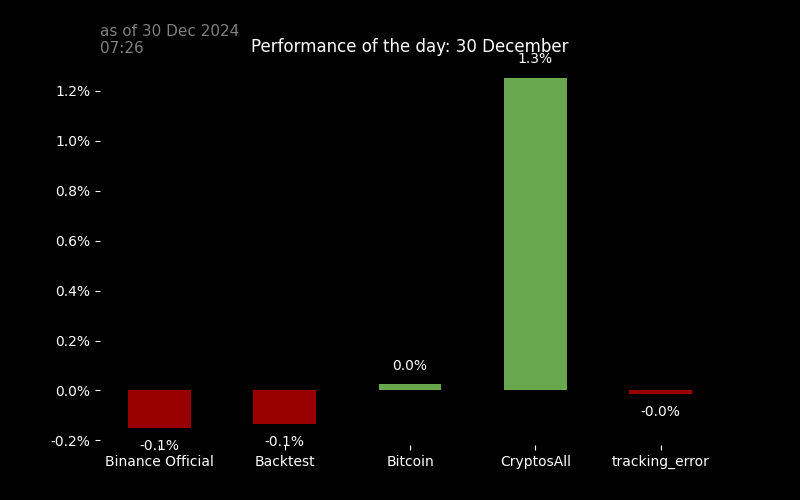 as of 30 Dec 2024
07:26
Performance of the day: 30 December
1.3%
1.2%
1.0%
0.8%
0.6%
0.4%
0.2%
0.0%
0.0%
-0.2%
-0.1%
-0.1%
-0.0%
Binance Official
Backtest
Bitcoin
CryptosAll
tracking_error